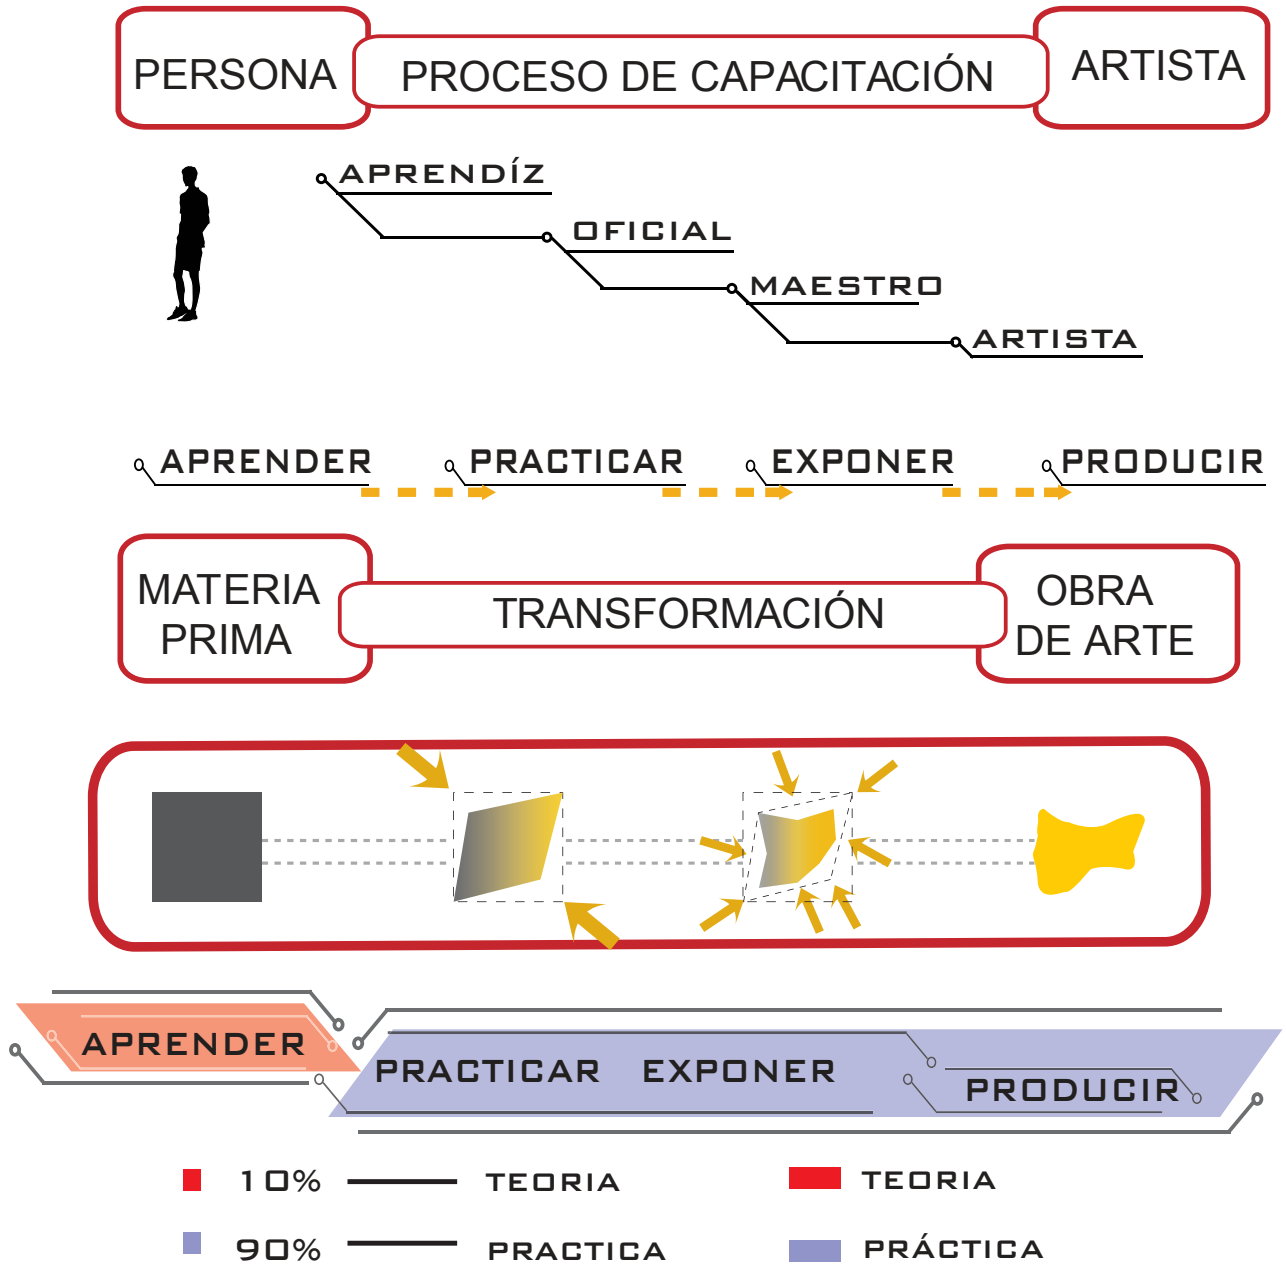 PERSONA
PROCESO DE CAPACITACIÓN
ARTISTA
APRENDÍZ
OFICIAL
MAESTRO
ARTISTA
APRENDER
PRACTICAR
EXPONER
PRODUCIR
MATERIA
PRIMA
TRANSFORMACIÓN
OBRA
DE ARTE
APRENDER
PRACTICAR EXPONER
PRODUCIR
10% TEORIA
TEORIA
90% PRACTICA
PRÁCTICA